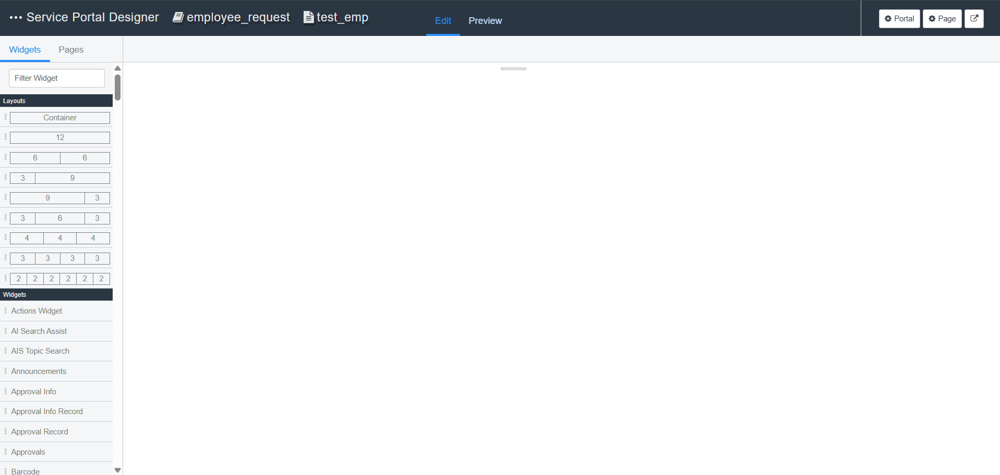 Service Portal Designer employee_request test_emp Edit Preview Portal Page
Widgets Pages
Filter Widget
Layouts
Container
12
6 6
3 9
9 3
3 6 3
4 4 4
3 3 3 3
2 2 2 2 2 2
Widgets
Actions Widget
AI Search Assist
AIS Topic Search
Announcements
Approval Info
Approval Info Record
Approval Record
Approvals
Barcode